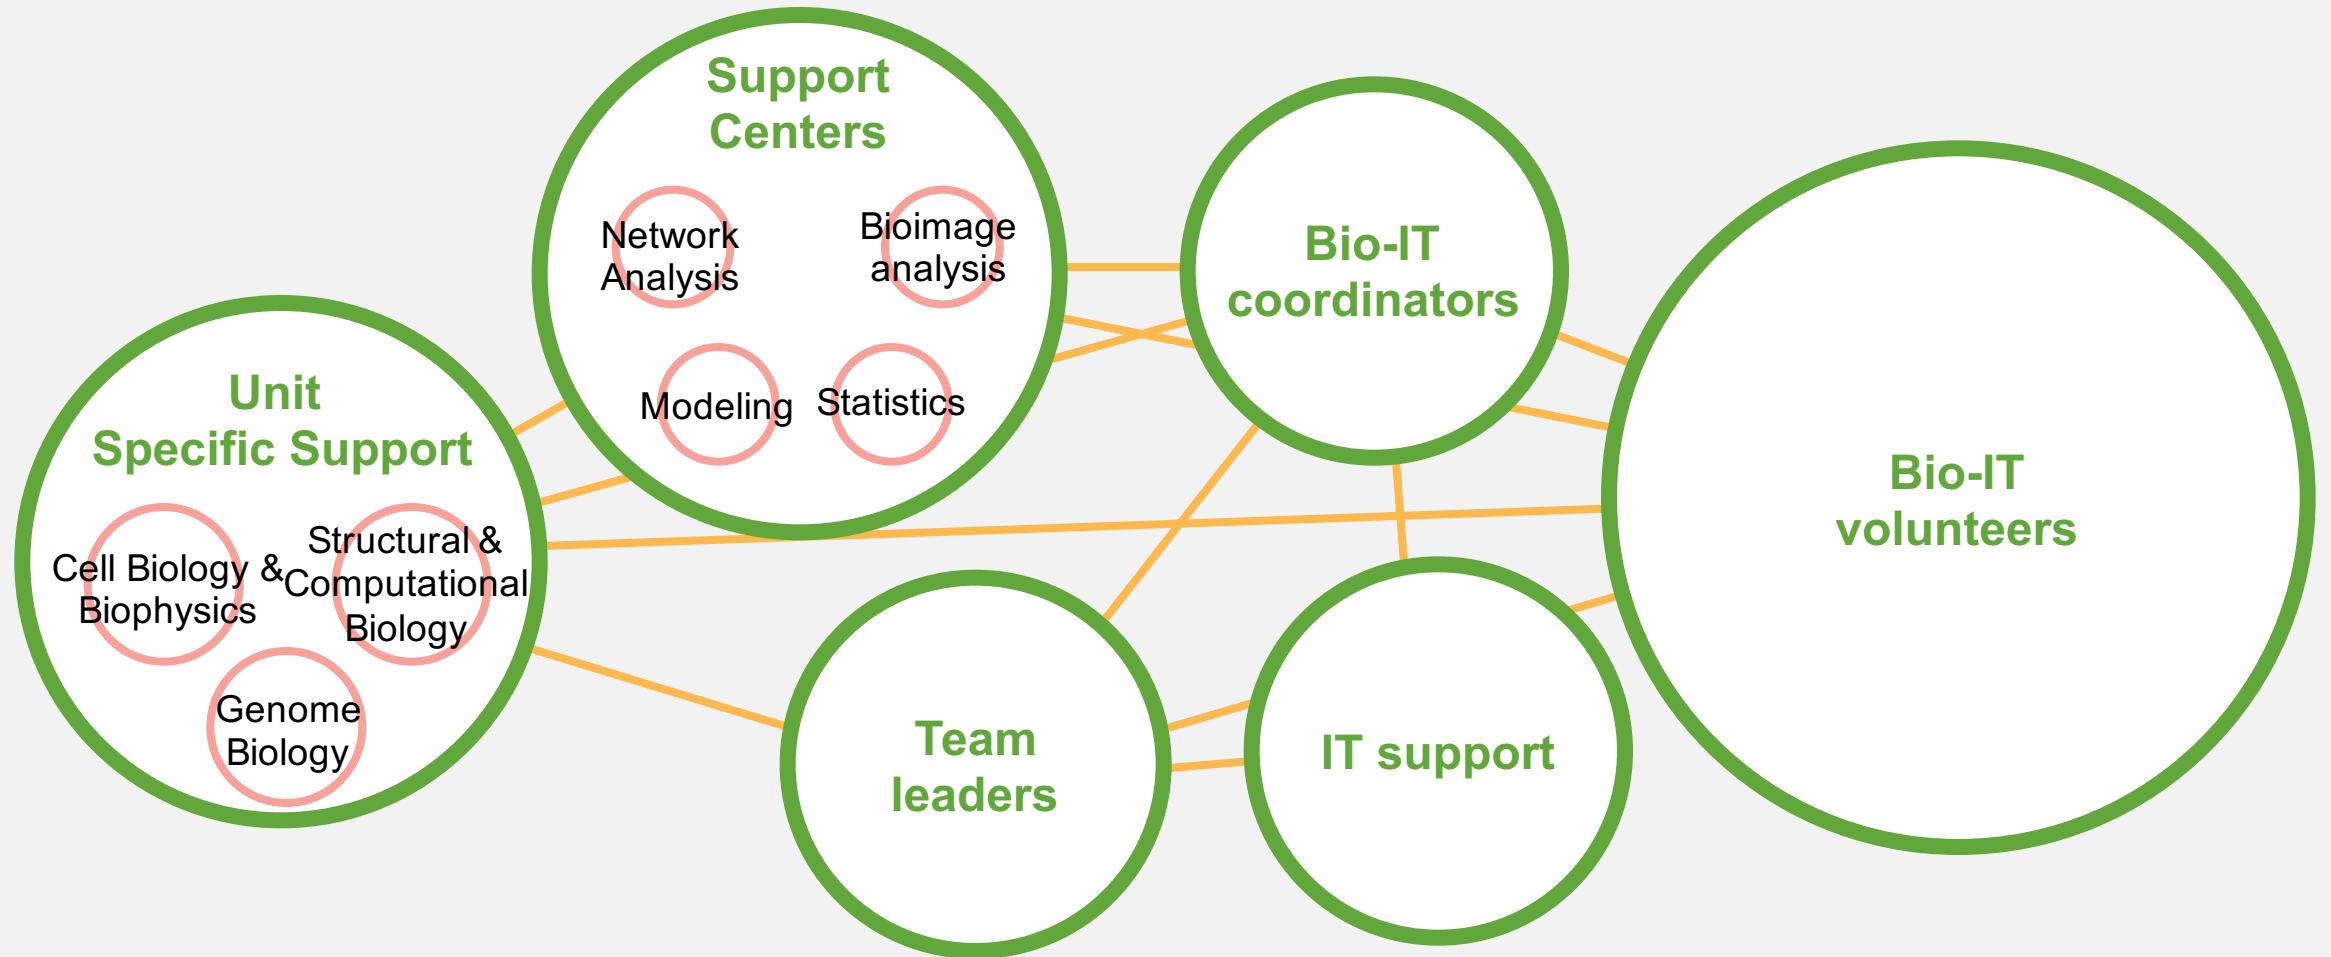 Support
Centers
Network
Analysis
Bioimage
analysis
Modeling
Statistics
Unit
Specific Support
Cell Biology &
Biophysics
Structural &
Computational
Biology
Genome
Biology
Bio-IT
coordinators
Bio-IT
volunteers
Team
leaders
IT support